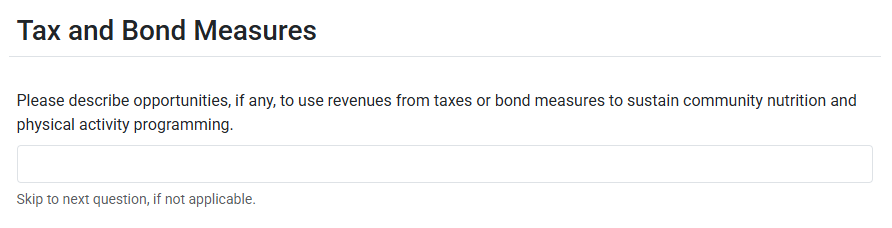 Tax and Bond Measures
Please describe opportunities, if any, to use revenues from taxes or bond measures to sustain community nutrition and
physical activity programming.
Skip to next question, if not applicable.